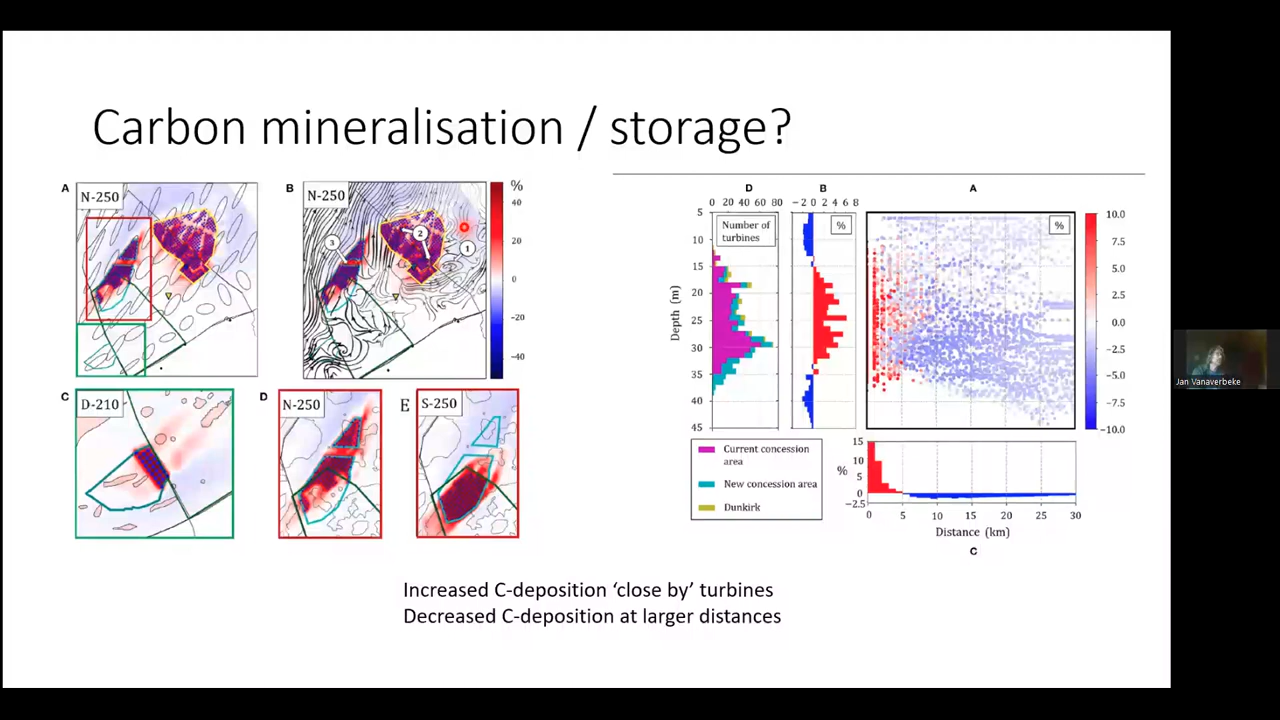 Carbon mineralisation / storage?
A
N-250
B
N-250
%
40
20
0
−20
−40
1
2
3
C
D-210
D
N-250
E
S-250
D
B
A
0 20 40 60 80
−2 0 2 4 6 8
Number of
turbines
%
%
5
10
15
20
25
30
35
40
45
Depth (m)
10.0
7.5
5.0
2.5
0.0
−2.5
−5.0
−7.5
−10.0
Current concession
area
New concession area
Dunkirk
%
15
10
5
0
−2.5
0 5 10 15 20 25 30
Distance (km)
C
Increased C-deposition ‘close by’ turbines
Decreased C-deposition at larger distances
Jan Vanaverbeke